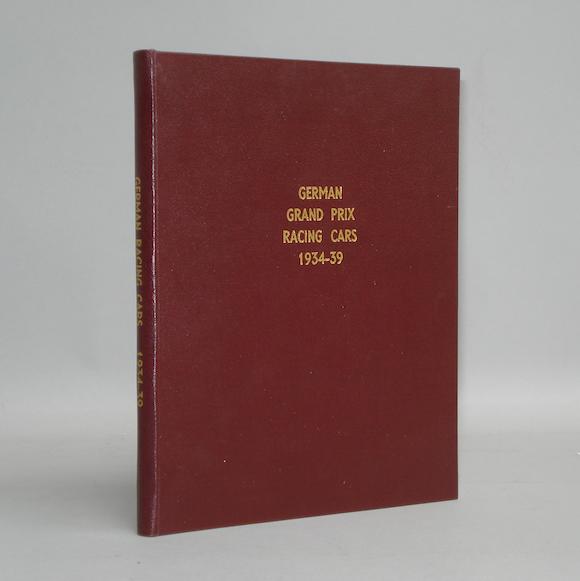 GERMAN
GRAND PRIX
RACING CARS
1934-39
GERMAN RACING CARS 1934-39